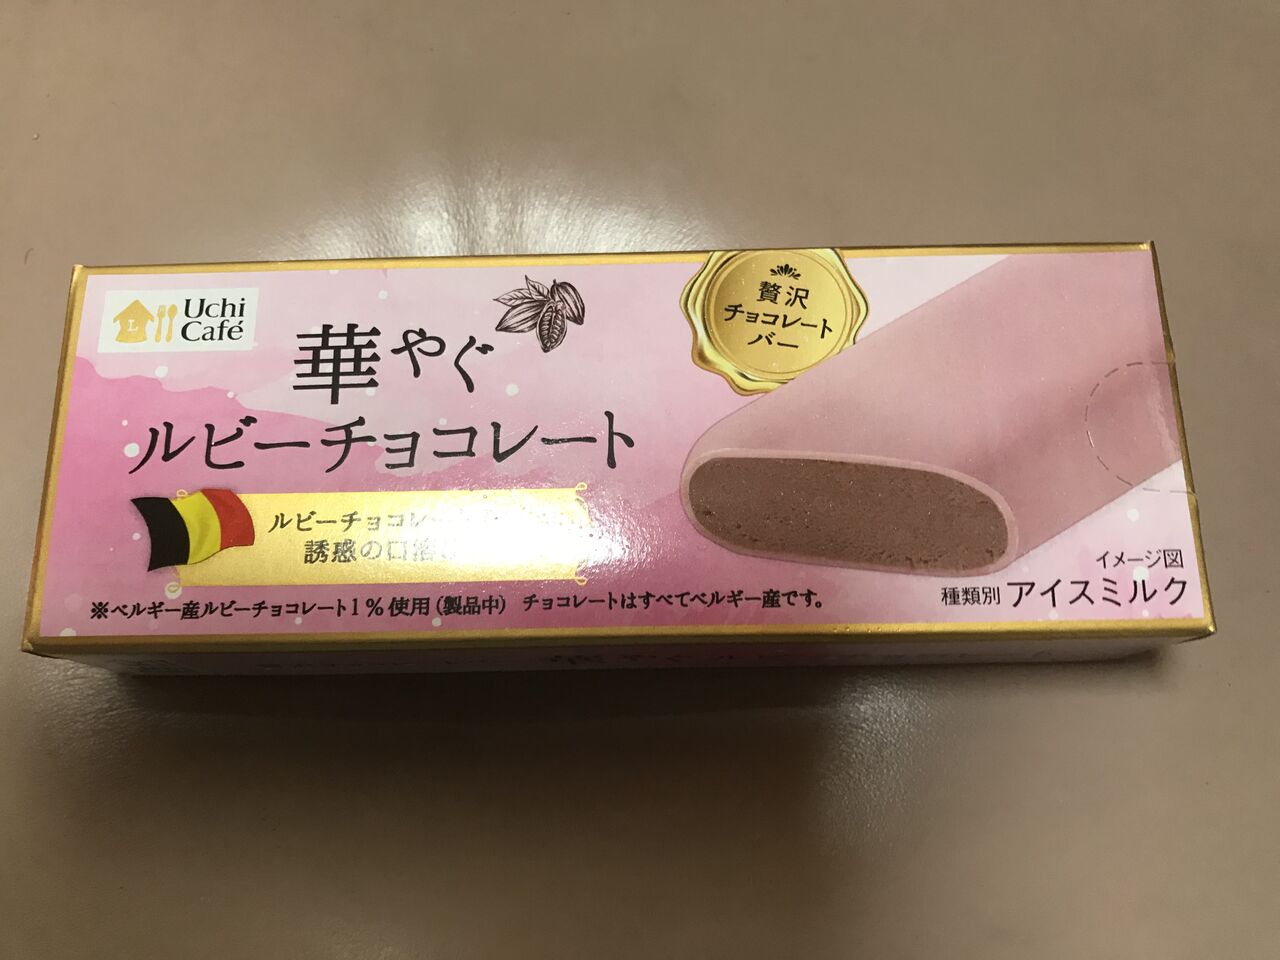 Uchi
Café
L
華やぐ
ルビーチョコレート
贅沢
チョコレート
バー
ルビーチョコレ
誘惑の口溶
※ベルギー産ルビーチョコレート1%使用(製品中) チョコレートはすべてベルギー産です。
イメージ図
種類別 アイスミルク